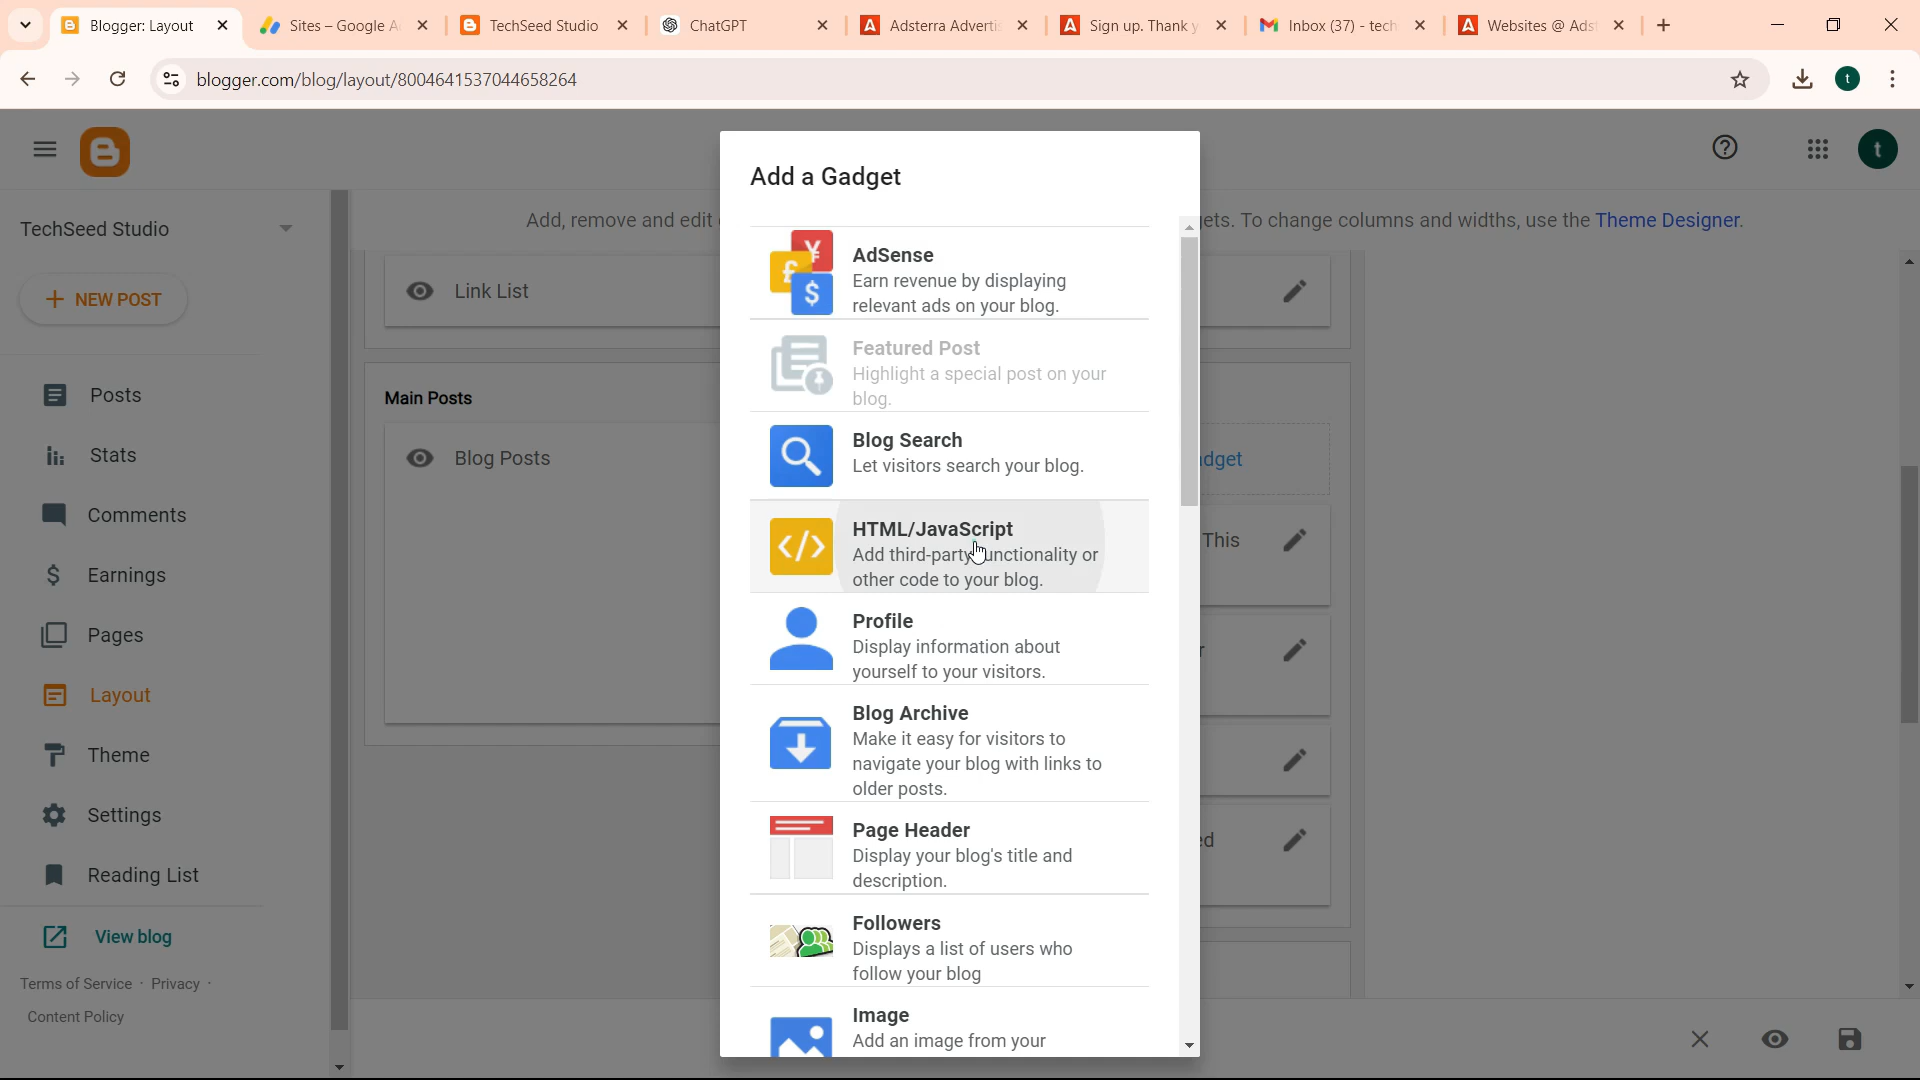 Blogger: Layout
Sites – Google A
TechSeed Studio
ChatGPT
Adsterra Advertis
Sign up. Thank y
Inbox (37) - tech
Websites @ Ads
blogger.com/blog/layout/8004641537044658264
t
t
TechSeed Studio
NEW POST
Posts
Stats
Comments
Earnings
Pages
Layout
Theme
Settings
Reading List
View blog
Terms of Service · Privacy ·
Content Policy
Add, remove and edit
ets. To change columns and widths, use the Theme Designer.
Link List
Main Posts
Blog Posts
dget
This
r
ed
Add a Gadget
AdSense
Earn revenue by displaying
relevant ads on your blog.
Featured Post
Highlight a special post on your
blog.
Blog Search
Let visitors search your blog.
HTML/JavaScript
Add third-party functionality or
other code to your blog.
Profile
Display information about
yourself to your visitors.
Blog Archive
Make it easy for visitors to
navigate your blog with links to
older posts.
Page Header
Display your blog's title and
description.
Followers
Displays a list of users who
follow your blog
Image
Add an image from your